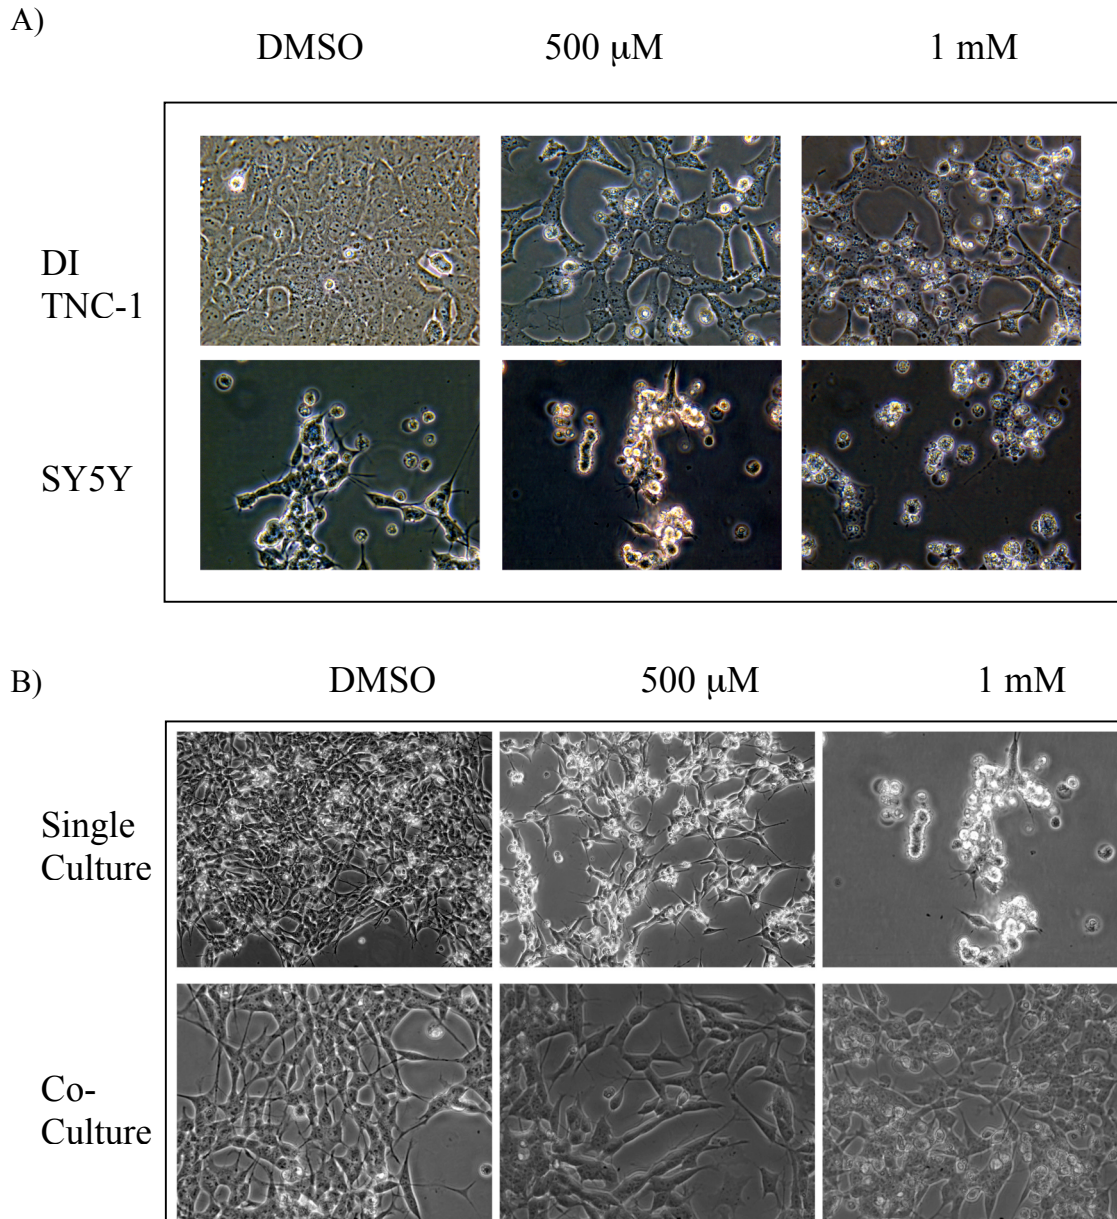 A)
DMSO 500 μM 1 mM
DI
TNC-1
SY5Y
B)
DMSO 500 μM 1 mM
Single
Culture
Co-
Culture